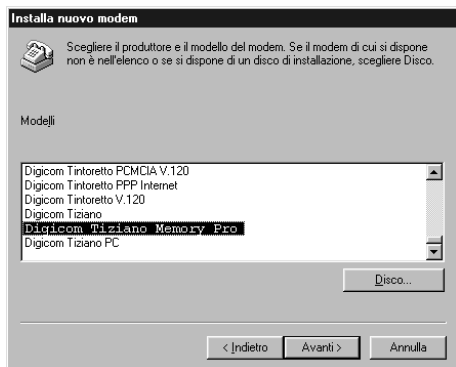 Installa nuovo modem
Scegliere il produttore e il modello del modem. Se il modem di cui si dispone
non è nell'elenco o se si dispone di un disco di installazione, scegliere Disco.
Modelli
Digicom Tintoretto PCMCIA V.120
Digicom Tintoretto PPP Internet
Digicom Tintoretto V.120
Digicom Tiziano
Digicom Tiziano Memory Pro
Digicom Tiziano PC
Disco...
< Indietro
Avanti >
Annulla